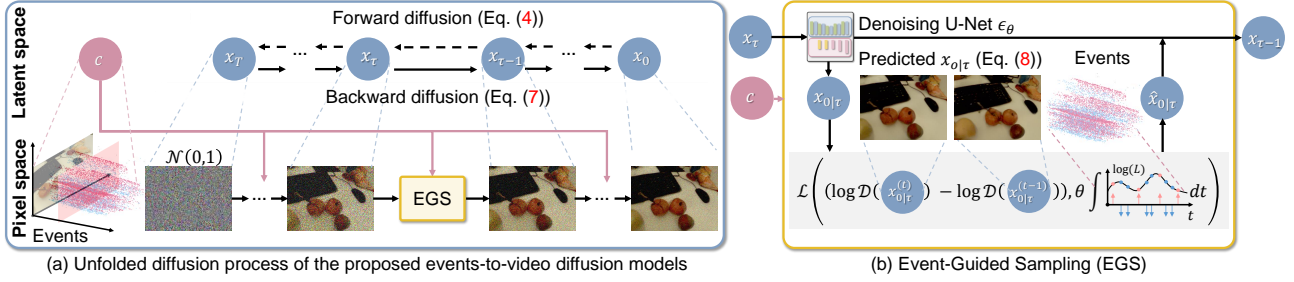 Latent space
Pixel space
Forward diffusion (Eq. (4))
c
x_T
...
x_τ
x_{τ−1}
...
x_0
Backward diffusion (Eq. (7))
𝒩(0,1)
...
EGS
...
Events
(a) Unfolded diffusion process of the proposed events-to-video diffusion models
x_τ
Denoising U-Net ϵ_θ
x_{τ−1}
Predicted x_{o|τ} (Eq. (8))
Events
c
x_{0|τ}
x̂_{0|τ}
ℒ((log 𝒟(x_{0|τ}^{(t)}) − log 𝒟(x_{0|τ}^{(t−1)})), θ ∫ log(L) t dt)
(b) Event-Guided Sampling (EGS)